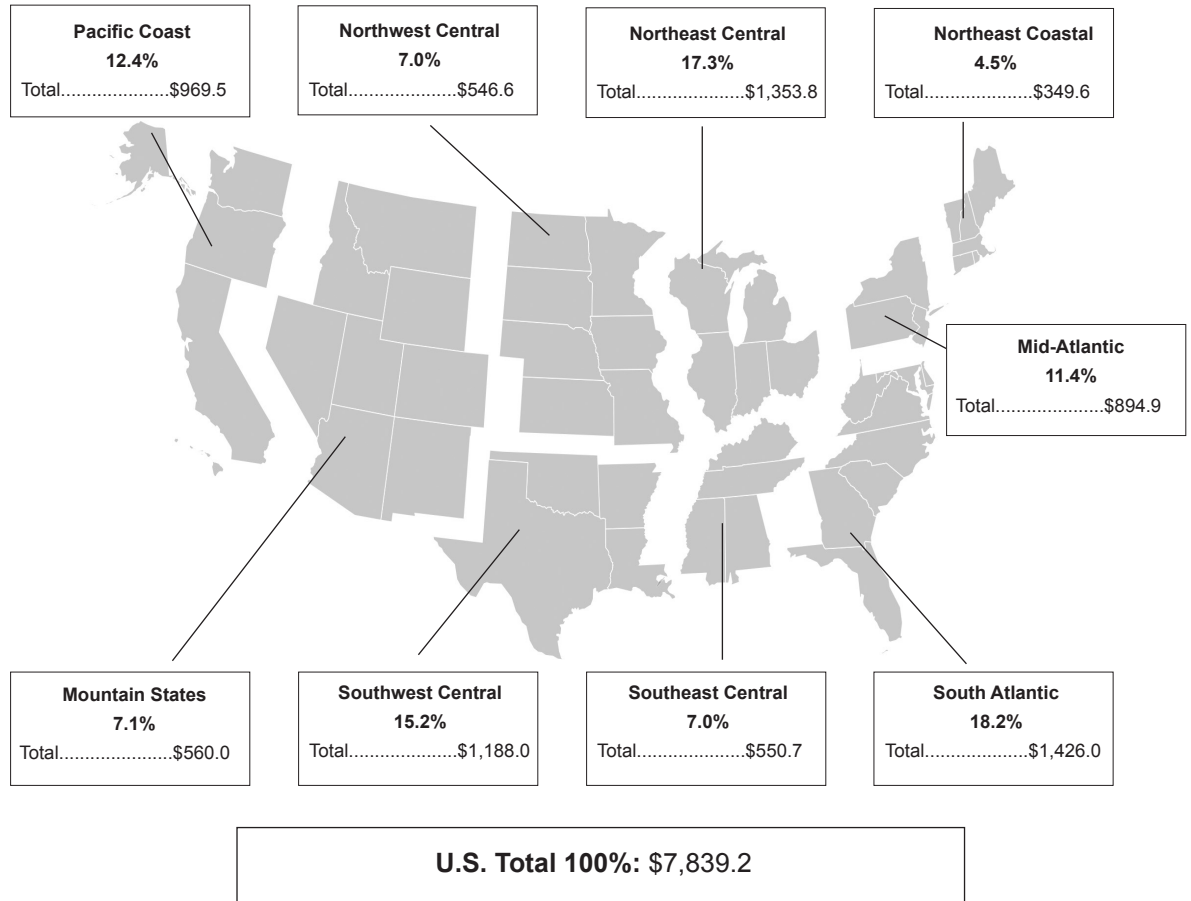 Pacific Coast
12.4%
Total.....................$969.5
Northwest Central
7.0%
Total.....................$546.6
Northeast Central
17.3%
Total.....................$1,353.8
Northeast Coastal
4.5%
Total.....................$349.6
Mid-Atlantic
11.4%
Total.....................$894.9
Mountain States
7.1%
Total......................$560.0
Southwest Central
15.2%
Total.....................$1,188.0
Southeast Central
7.0%
Total.....................$550.7
South Atlantic
18.2%
Total.....................$1,426.0
U.S. Total 100%: $7,839.2